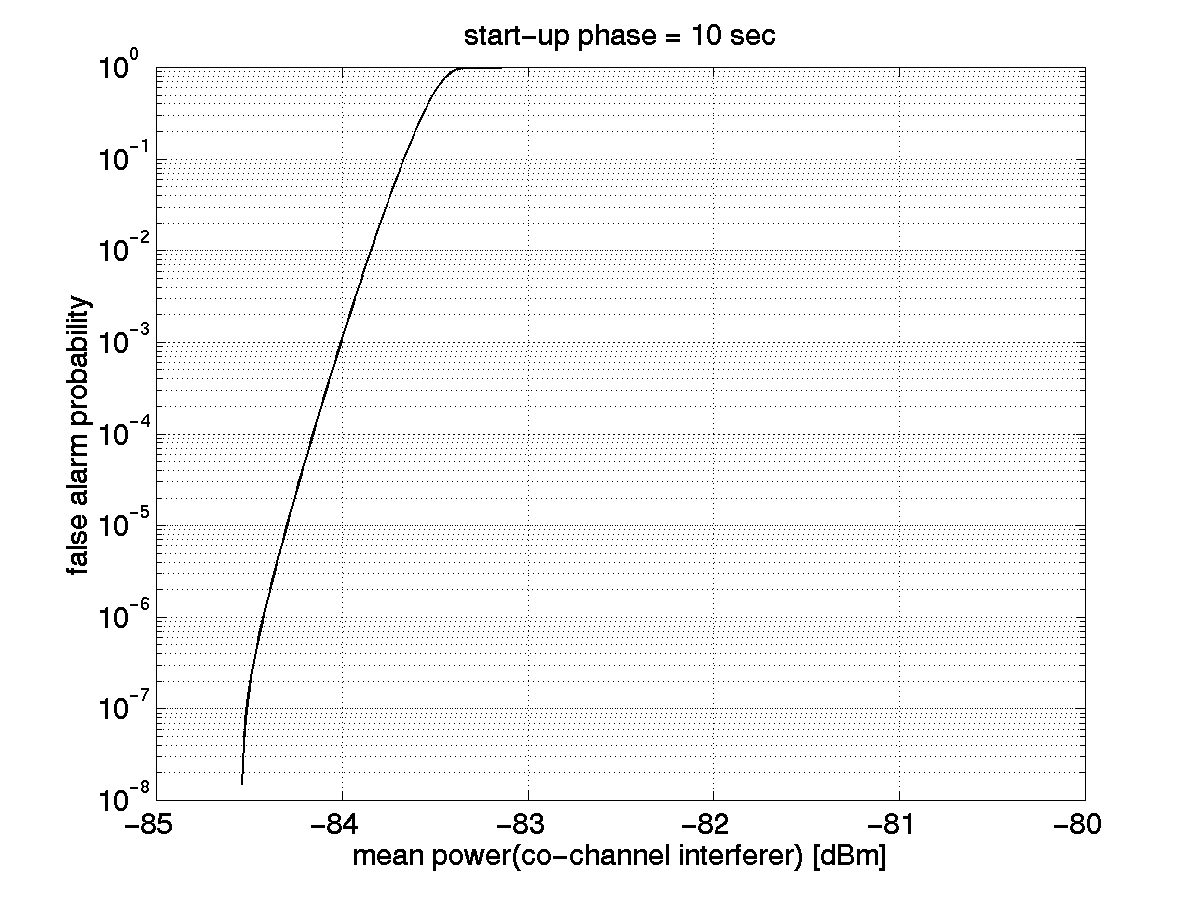 start−up phase = 10 sec
10^0
10^−1
10^−2
10^−3
10^−4
10^−5
10^−6
10^−7
10^−8
false alarm probability
−85 −84 −83 −82 −81 −80
mean power(co−channel interferer) [dBm]